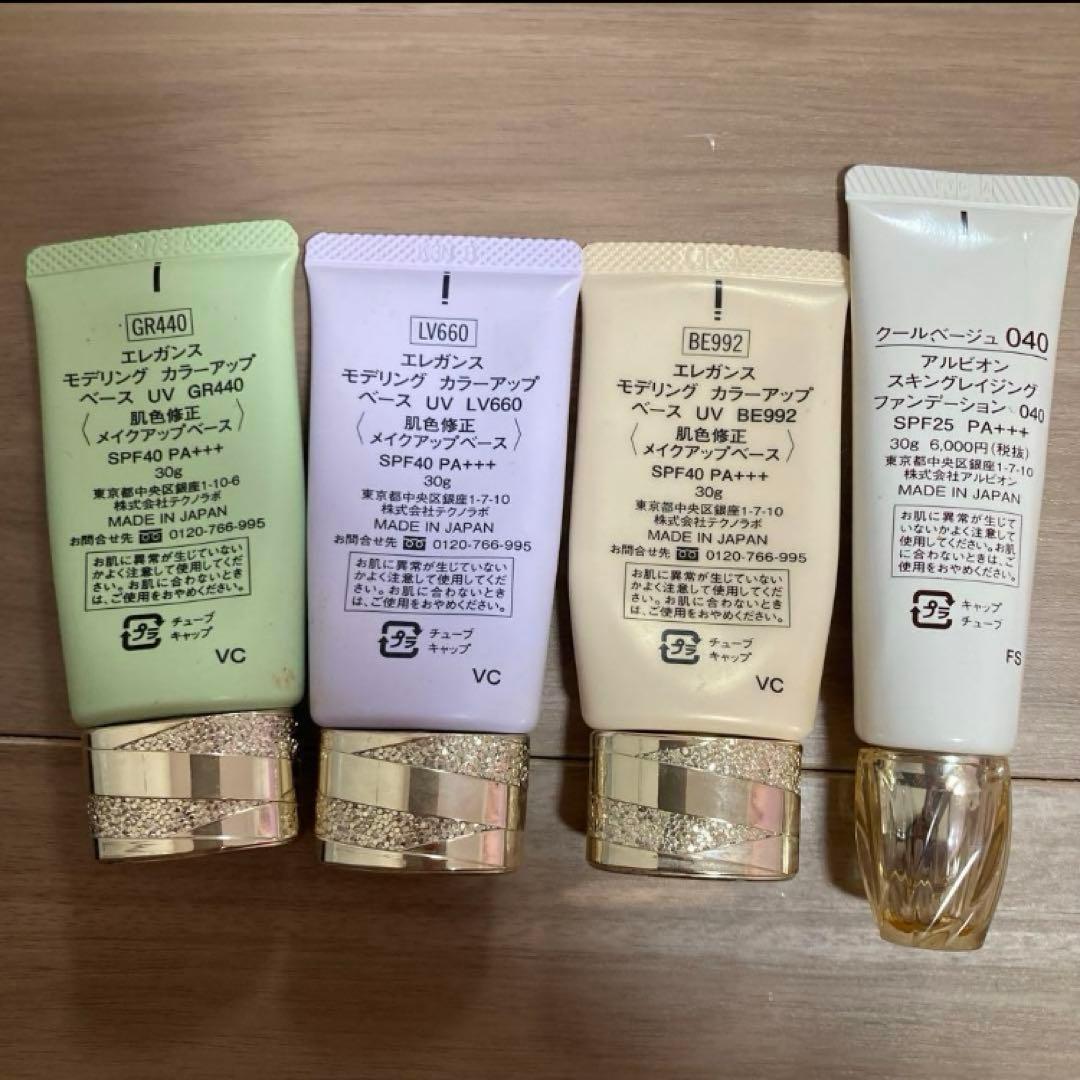 GR440
エレガンス
モデリング カラーアップ
ベース UV GR440
肌色修正
メイクアップベース
SPF40 PA+++
30g
東京都中央区銀座1-10-6
株式会社テクノラボ
MADE IN JAPAN
お問合せ先 0120-766-995
お肌に異常が生じていない
かよく注意して使用してくだ
さい。お肌に合わないとき
は、ご使用をおやめください。
プラ
チューブ
キャップ
VC
LV660
エレガンス
モデリング カラーアップ
ベース UV LV660
肌色修正
メイクアップベース
SPF40 PA+++
30g
東京都中央区銀座1-7-10
株式会社テクノラボ
MADE IN JAPAN
お問合せ先 0120-766-995
お肌に異常が生じていない
かよく注意して使用してくだ
さい。お肌に合わないとき
は、ご使用をおやめください。
プラ
チューブ
キャップ
VC
BE992
エレガンス
モデリング カラーアップ
ベース UV BE992
肌色修正
メイクアップベース
SPF40 PA+++
30g
東京都中央区銀座1-7-10
株式会社テクノラボ
MADE IN JAPAN
お問合せ先 0120-766-995
お肌に異常が生じていない
かよく注意して使用してくだ
さい。お肌に合わないとき
は、ご使用をおやめください。
プラ
チューブ
キャップ
VC
クールベージュ 040
アルビオン
スキングレイジング
ファンデーション 040
SPF25 PA+++
30g 6,000円(税抜)
東京都中央区銀座1-7-10
株式会社アルビオン
MADE IN JAPAN
お肌に異常が生じて
いないかよく注意して
使用してください。お肌
に合わないときは、ご使
用をおやめください。
プラ
キャップ
チューブ
FS